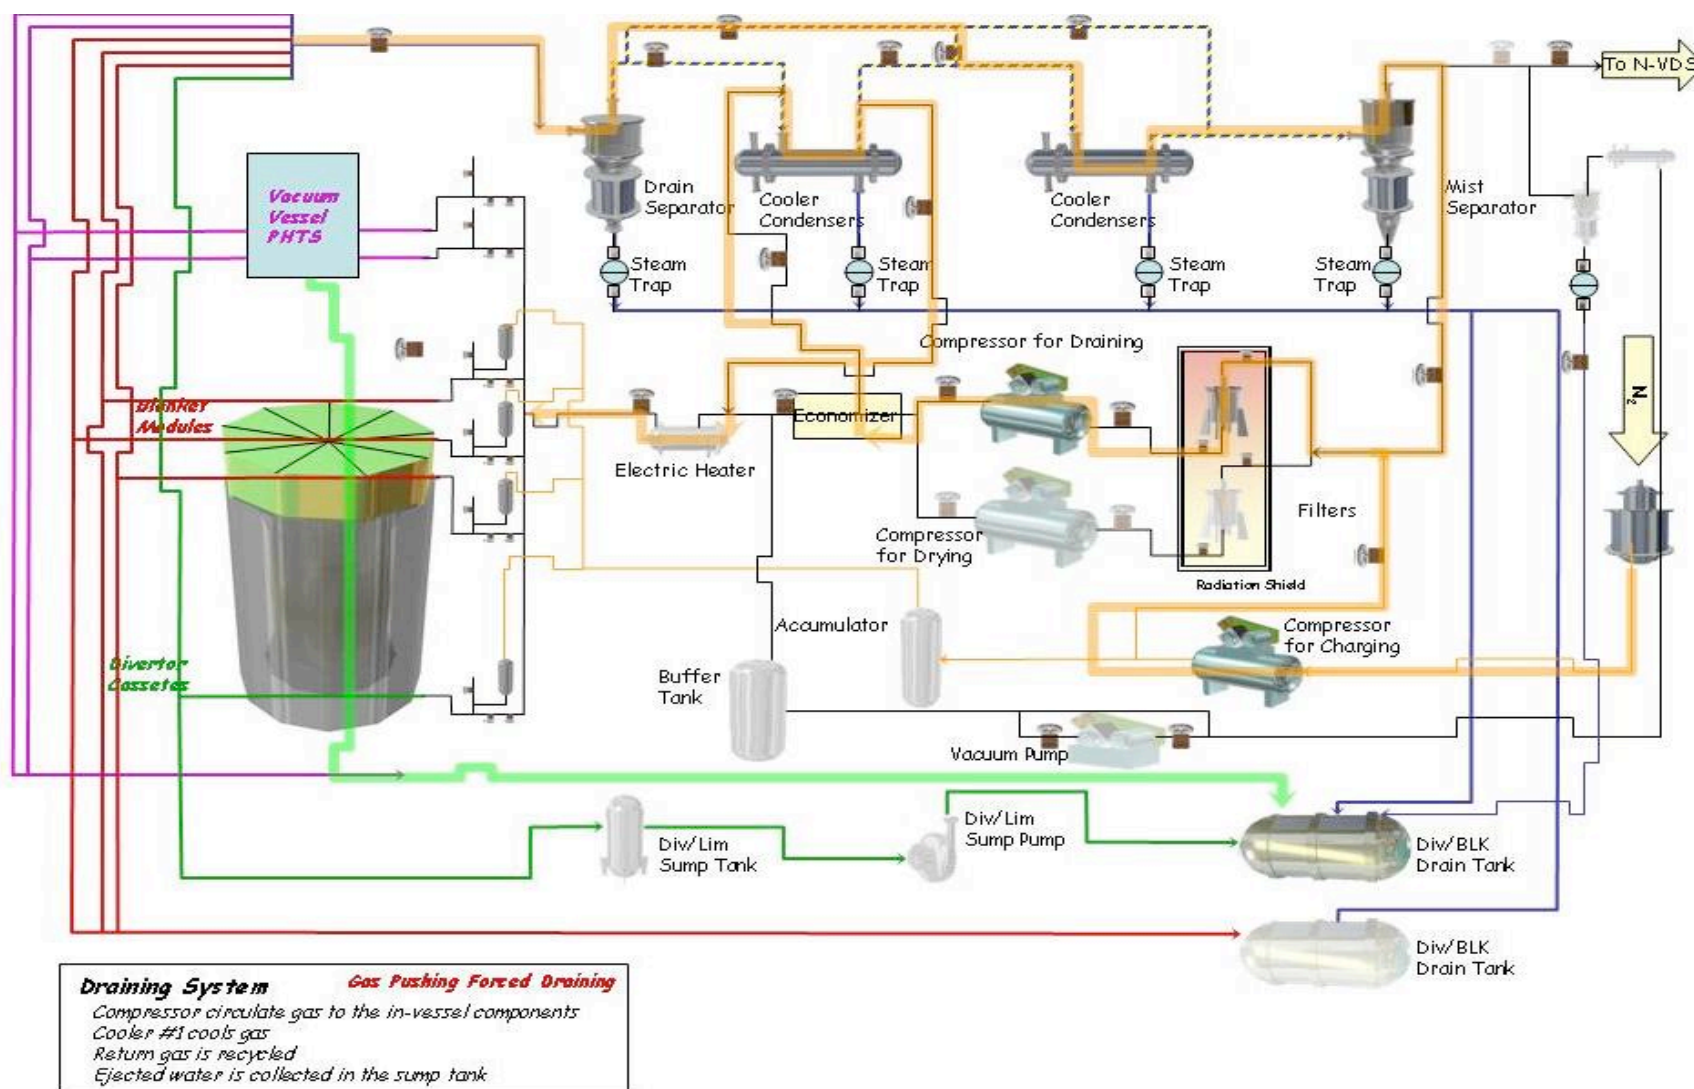 To N-VDS
Vacuum
Vessel
PHTS
Drain
Separator
Cooler
Condensers
Cooler
Condensers
Mist
Separator
Steam
Trap
Steam
Trap
Steam
Trap
Steam
Trap
Compressor for Draining
N2
Blanket
Modules
Economizer
Electric Heater
Filters
Compressor
for Drying
Radiation Shield
Accumulator
Compressor
for Charging
Buffer
Tank
Divertor
Cassetes
Vacuum Pump
Div/Lim
Sump Tank
Div/Lim
Sump Pump
Div/BLK
Drain Tank
Div/BLK
Drain Tank
Draining System
Gas Pushing Forced Draining
Compressor circulate gas to the in-vessel components
Cooler #1 cools gas
Return gas is recycled
Ejected water is collected in the sump tank